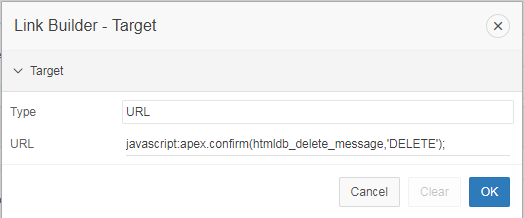 Link Builder - Target
Target
Type URL
URL javascript:apex.confirm(htmldb_delete_message,'DELETE');
Cancel Clear OK